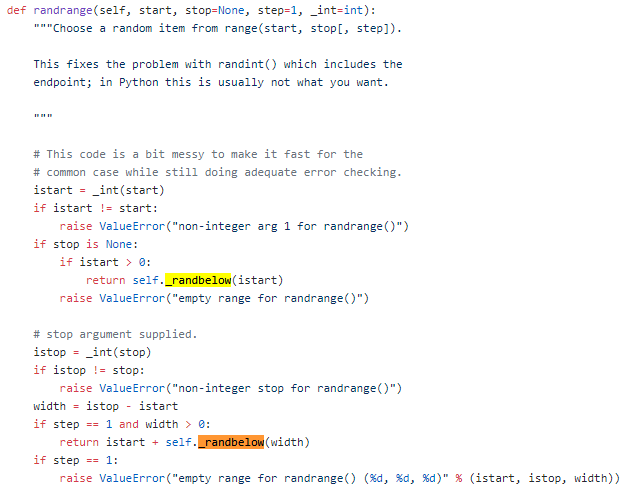 def randrange(self, start, stop=None, step=1, _int=int):
    """Choose a random item from range(start, stop[, step]).

    This fixes the problem with randint() which includes the
    endpoint; in Python this is usually not what you want.

    """

    # This code is a bit messy to make it fast for the
    # common case while still doing adequate error checking.
    istart = _int(start)
    if istart != start:
        raise ValueError("non-integer arg 1 for randrange()")
    if stop is None:
        if istart > 0:
            return self._randbelow(istart)
        raise ValueError("empty range for randrange()")

    # stop argument supplied.
    istop = _int(stop)
    if istop != stop:
        raise ValueError("non-integer stop for randrange()")
    width = istop - istart
    if step == 1 and width > 0:
        return istart + self._randbelow(width)
    if step == 1:
        raise ValueError("empty range for randrange() (%d, %d, %d)" % (istart, istop, width))